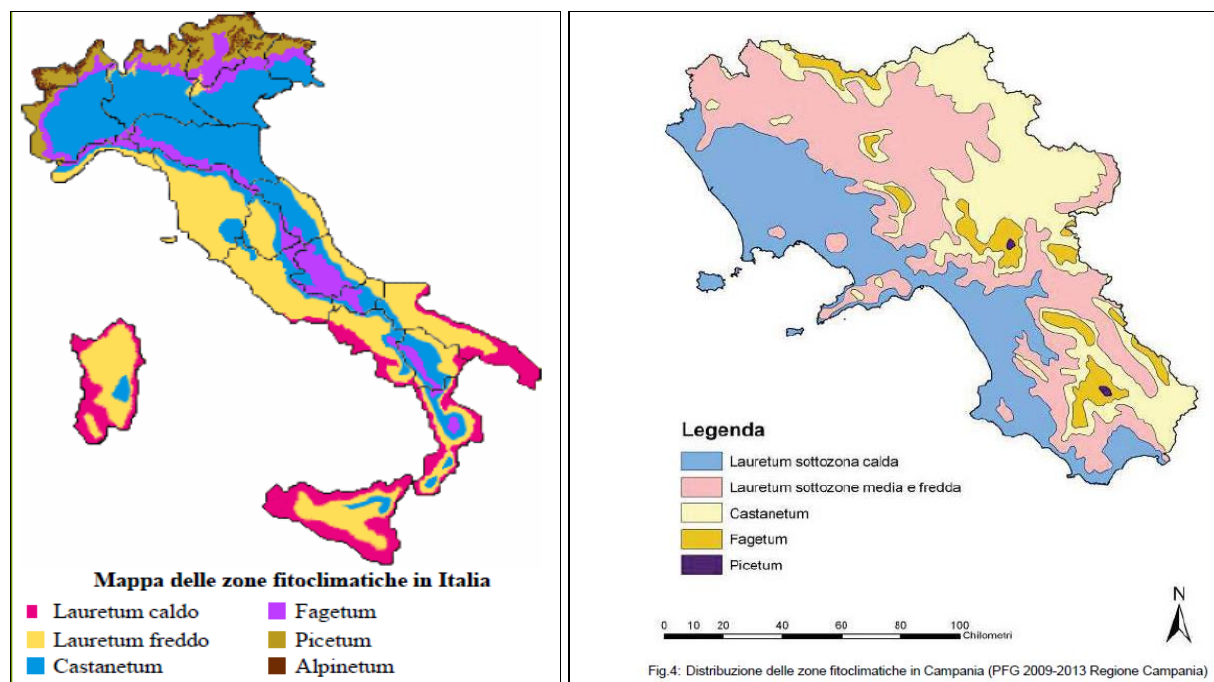 Mappa delle zone fitoclimatiche in Italia
Lauretum caldo
Fagetum
Lauretum freddo
Picetum
Castanetum
Alpinetum
Legenda
Lauretum sottozona calda
Lauretum sottozone media e fredda
Castanetum
Fagetum
Picetum
N
0 10 20 40 60 80 100
Chilometri
Fig.4: Distribuzione delle zone fitoclimatiche in Campania (PFG 2009-2013 Regione Campania)